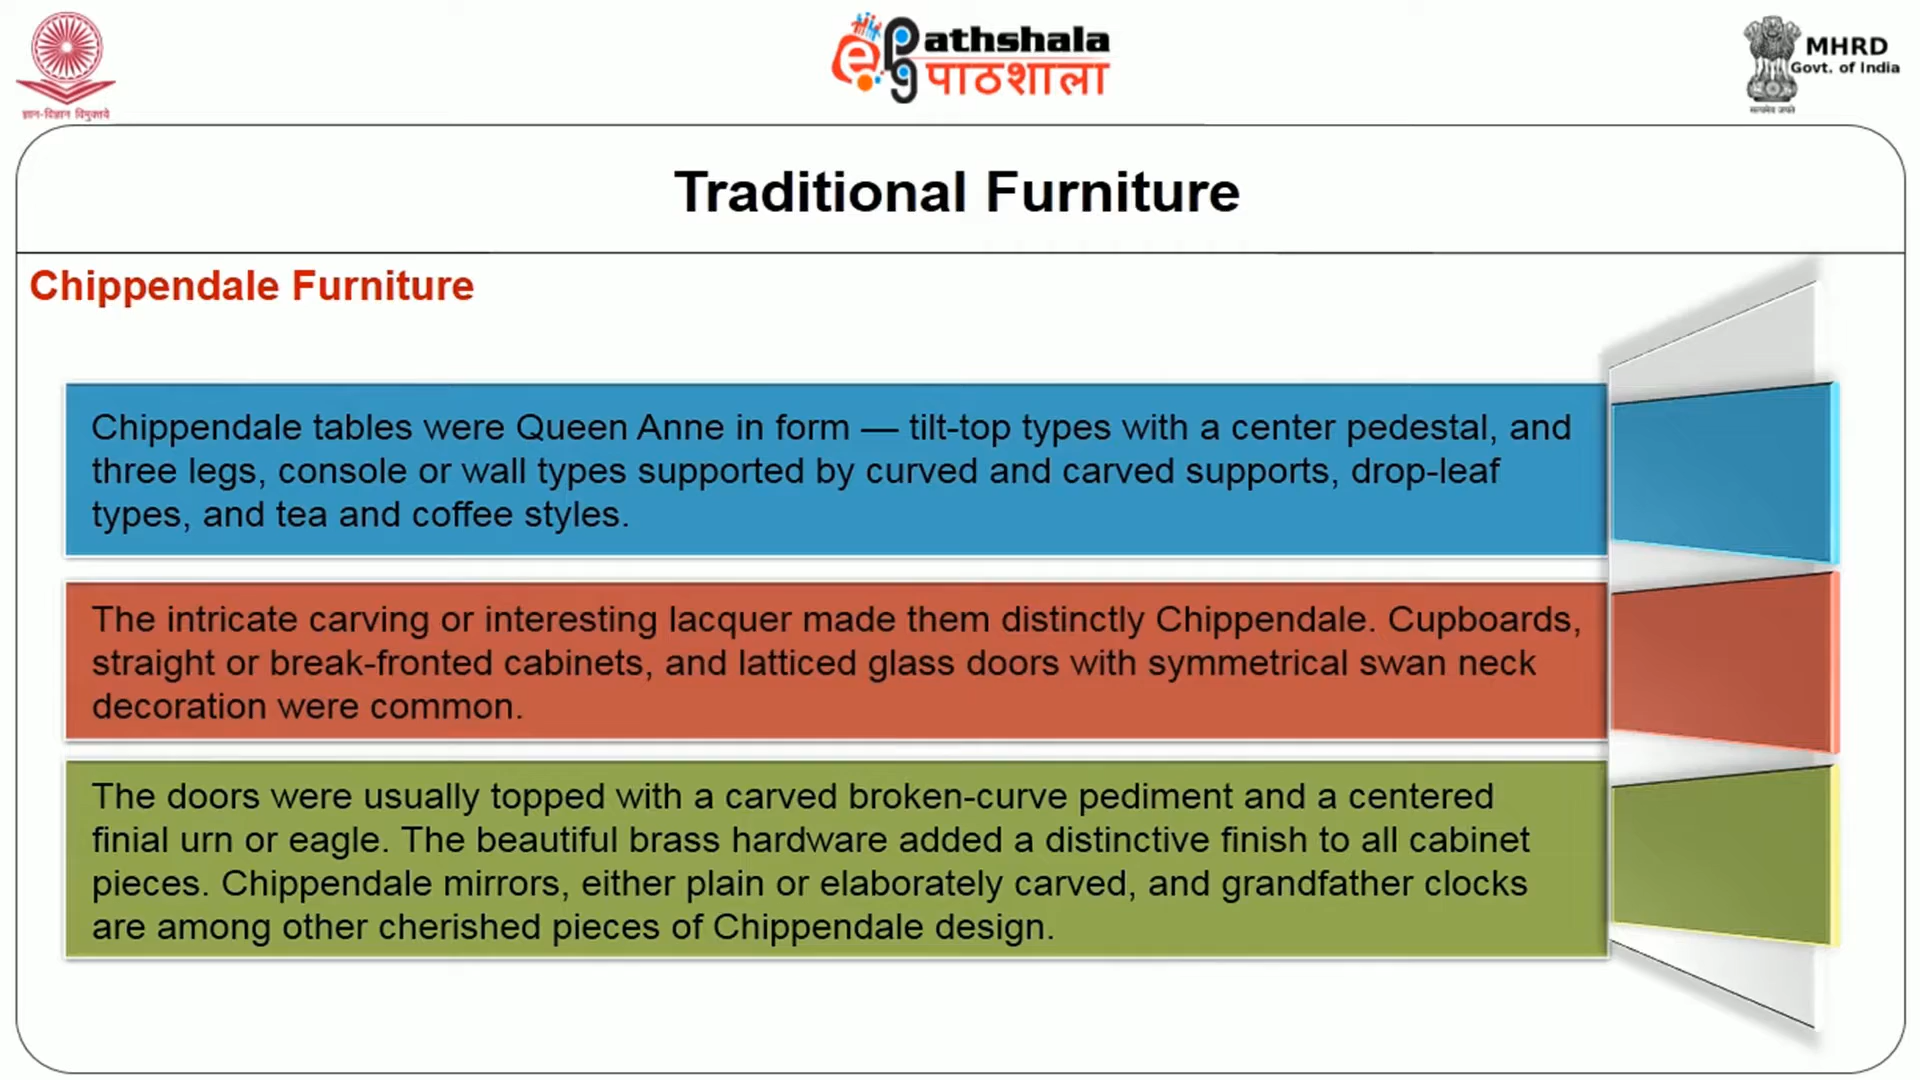 ज्ञान-विज्ञान विमुक्तये
e pg Pathshala
पाठशाला
MHRD
Govt. of India
सत्यमेव जयते
Traditional Furniture
Chippendale Furniture
Chippendale tables were Queen Anne in form — tilt-top types with a center pedestal, and
three legs, console or wall types supported by curved and carved supports, drop-leaf
types, and tea and coffee styles.
The intricate carving or interesting lacquer made them distinctly Chippendale. Cupboards,
straight or break-fronted cabinets, and latticed glass doors with symmetrical swan neck
decoration were common.
The doors were usually topped with a carved broken-curve pediment and a centered
finial urn or eagle. The beautiful brass hardware added a distinctive finish to all cabinet
pieces. Chippendale mirrors, either plain or elaborately carved, and grandfather clocks
are among other cherished pieces of Chippendale design.